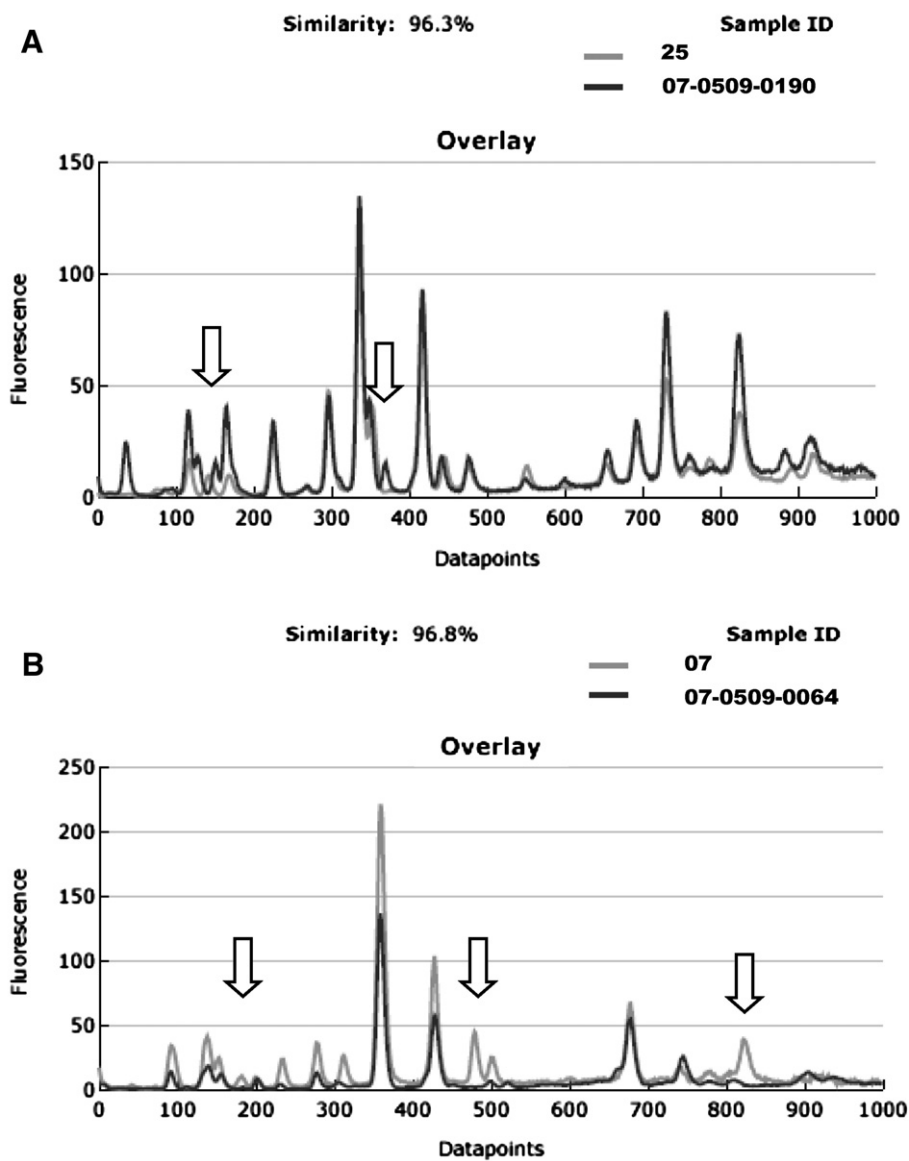 A
Similarity: 96.3%
Sample ID
25
07-0509-0190
Overlay
150
100
50
0
Fluorescence
0 100 200 300 400 500 600 700 800 900 1000
Datapoints
B
Similarity: 96.8%
Sample ID
07
07-0509-0064
Overlay
250
200
150
100
50
0
Fluorescence
0 100 200 300 400 500 600 700 800 900 1000
Datapoints